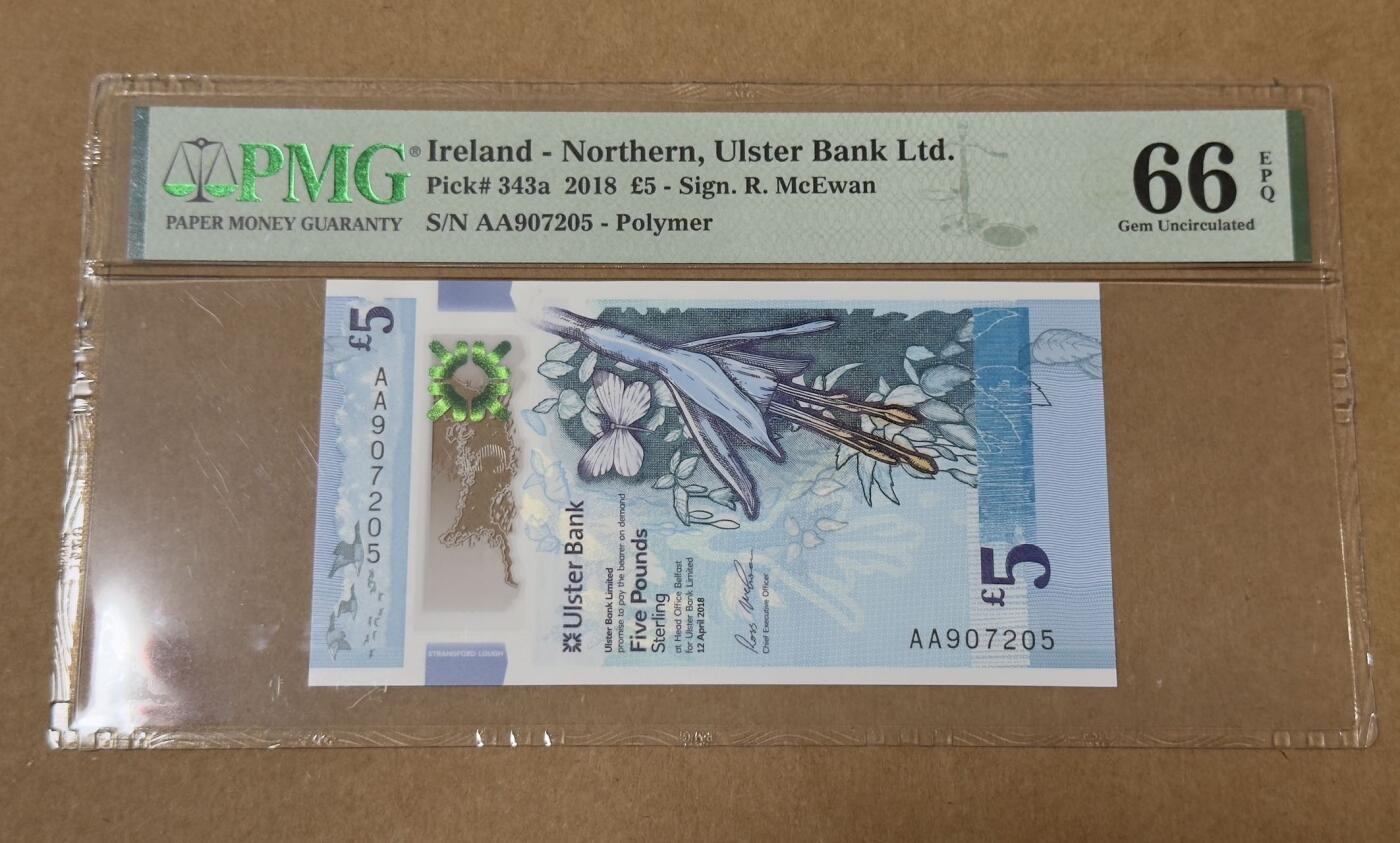 PMG®
PAPER MONEY GUARANTY
Ireland - Northern, Ulster Bank Ltd.
Pick# 343a 2018 £5 - Sign. R. McEwan
S/N AA907205 - Polymer
66
EPQ
Gem Uncirculated
£5
AA907205
STRANGFORD LOUGH
Ulster Bank
Ulster Bank Limited
promise to pay the bearer on demand
Five Pounds
Sterling
at Head Office Belfast
for Ulster Bank Limited
12 April 2018
Chief Executive Officer
£5
AA907205